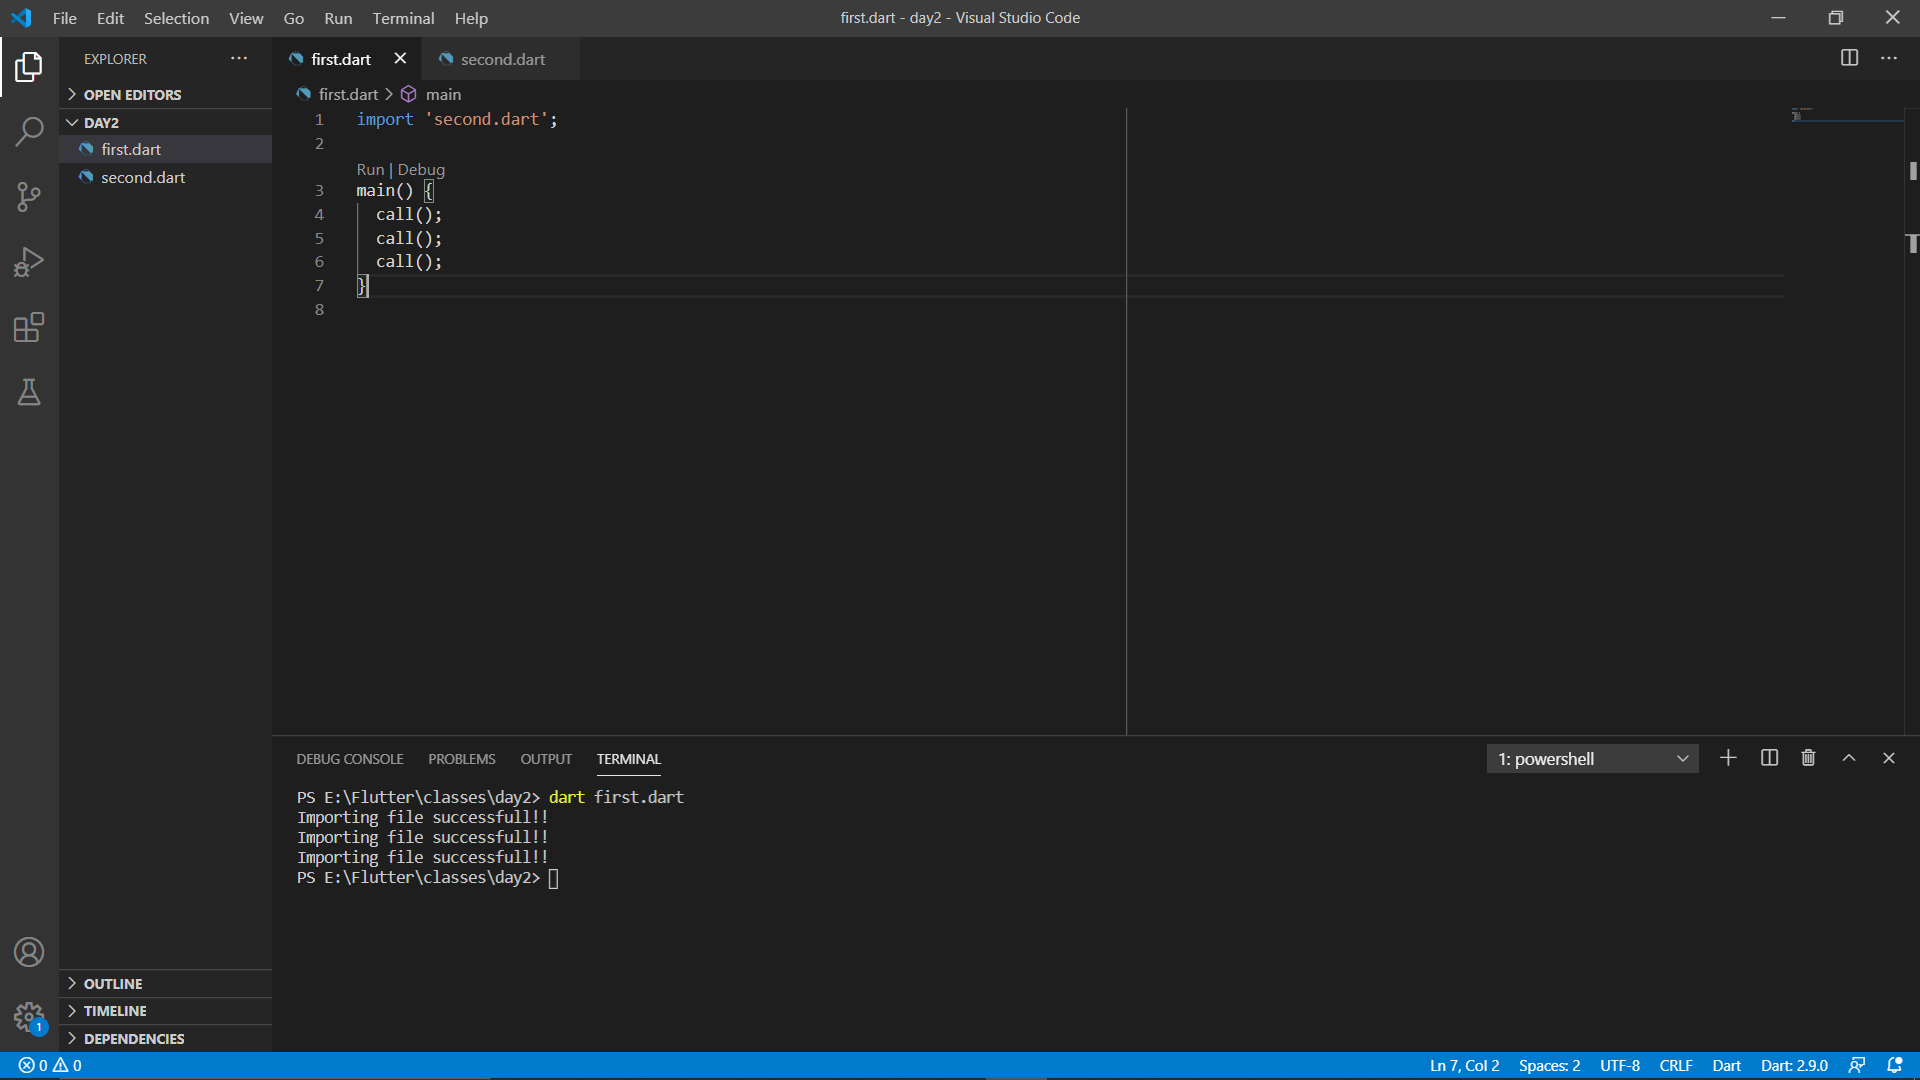 File Edit Selection View Go Run Terminal Help
first.dart - day2 - Visual Studio Code
EXPLORER
OPEN EDITORS
DAY2
first.dart
second.dart
first.dart second.dart
first.dart > main
1 import 'second.dart';
2
Run | Debug
3 main() {
4 call();
5 call();
6 call();
7 }
8
DEBUG CONSOLE PROBLEMS OUTPUT TERMINAL
1: powershell
PS E:\Flutter\classes\day2> dart first.dart
Importing file successfull!!
Importing file successfull!!
Importing file successfull!!
PS E:\Flutter\classes\day2>
OUTLINE
TIMELINE
DEPENDENCIES
1
0 0
Ln 7, Col 2 Spaces: 2 UTF-8 CRLF Dart Dart: 2.9.0